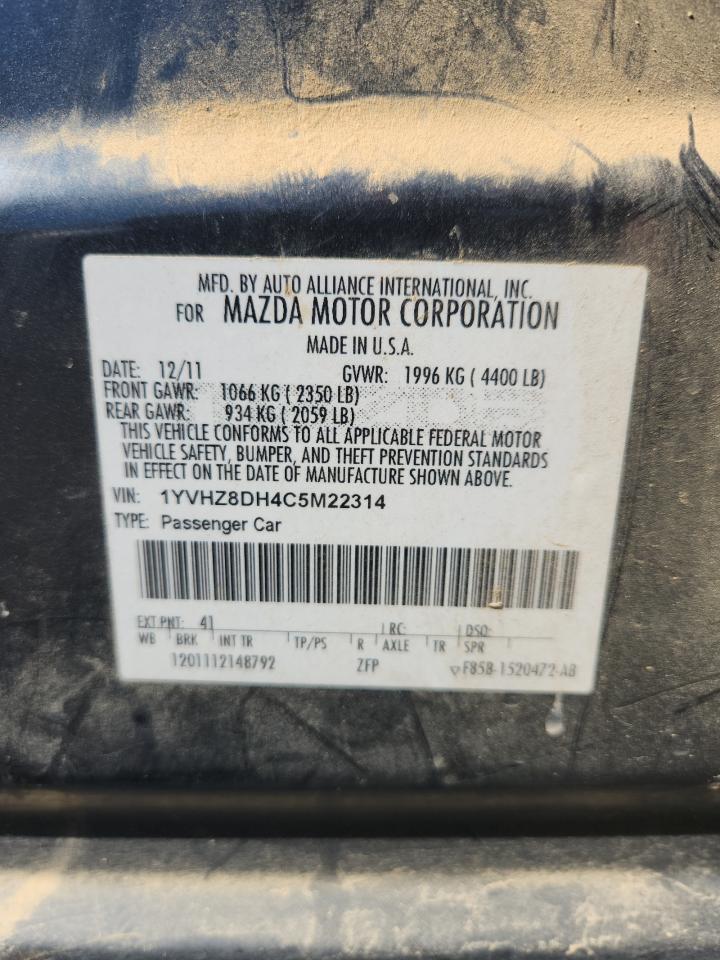 MFD. BY AUTO ALLIANCE INTERNATIONAL, INC.
FOR MAZDA MOTOR CORPORATION
MADE IN U.S.A.
DATE: 12/11 GVWR: 1996 KG ( 4400 LB)
FRONT GAWR: 1066 KG ( 2350 LB)
REAR GAWR: 934 KG ( 2059 LB)
THIS VEHICLE CONFORMS TO ALL APPLICABLE FEDERAL MOTOR
VEHICLE SAFETY, BUMPER, AND THEFT PREVENTION STANDARDS
IN EFFECT ON THE DATE OF MANUFACTURE SHOWN ABOVE.
VIN: 1YVHZ8DH4C5M22314
TYPE: Passenger Car
EXT PNT: 41 RC: DSO:
WB BRK INT TR TP/PS R AXLE TR SPR
1201112148792 ZFP F85B-1520472-AB